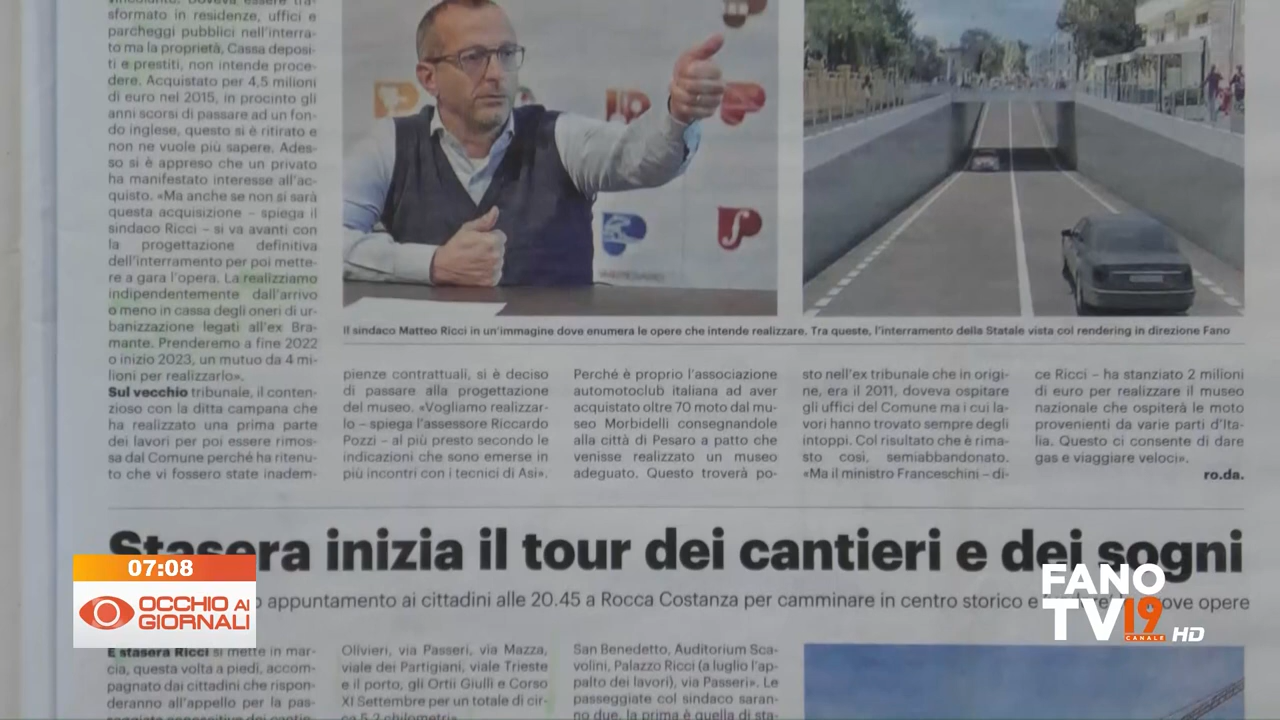 sformato in residenze, uffici e
parcheggi pubblici nell'interra-
to ma la proprietà, Cassa deposi-
ti e prestiti, non intende proce-
dere. Acquistato per 4,5 milioni
di euro nel 2015, in procinto gli
anni scorsi di passare ad un fon-
do inglese, questo si è ritirato e
non ne vuole più sapere. Ades-
so si è appreso che un privato
ha manifestato interesse all'ac-
quisto. «Ma anche se non si sarà
questa acquisizione – spiega il
sindaco Ricci – si va avanti con
la progettazione definitiva
dell'interramento per poi mette-
re a gara l'opera. La realizziamo
indipendentemente dall'arrivo
o meno in cassa degli oneri di ur-
banizzazione legati all'ex Bra-
mante. Prenderemo a fine 2022
o inizio 2023, un mutuo da 4 mi-
lioni per realizzarlo».
Sul vecchio tribunale, il conten-
zioso con la ditta campana che
ha realizzato una prima parte
dei lavori per poi essere rimos-
sa dal Comune perché ha ritenu-
to che vi fossero state inadem-
Il sindaco Matteo Ricci in un'immagine dove enumera le opere che intende realizzare. Tra queste, l'interramento della Statale vista col rendering in direzione Fano
pienze contrattuali, si è deciso
di passare alla progettazione
del museo. «Vogliamo realizzar-
lo – spiega l'assessore Riccardo
Pozzi – al più presto secondo le
indicazioni che sono emerse in
più incontri con i tecnici di Asi».
Perché è proprio l'associazione
automotoclub italiana ad aver
acquistato oltre 70 moto dal mu-
seo Morbidelli consegnandole
alla città di Pesaro a patto che
venisse realizzato un museo
adeguato. Questo troverà po-
sto nell'ex tribunale che in origi-
ne, era il 2011, doveva ospitare
gli uffici del Comune ma i cui la-
vori hanno trovato sempre degli
intoppi. Col risultato che è rima-
sto così, semiabbandonato.
«Ma il ministro Franceschini – di-
ce Ricci – ha stanziato 2 milioni
di euro per realizzare il museo
nazionale che ospiterà le moto
provenienti da varie parti d'Ita-
lia. Questo ci consente di dare
gas e viaggiare veloci».
ro.da.
Stasera inizia il tour dei cantieri e dei sogni
appuntamento ai cittadini alle 20.45 a Rocca Costanza per camminare in centro storico e
ove opere
E stasera Ricci si mette in mar-
cia, questa volta a piedi, accom-
pagnato dai cittadini che rispon-
deranno all'appello per la pas-
Olivieri, via Passeri, via Mazza,
viale dei Partigiani, viale Trieste
e il porto, gli Ortii Giulli e Corso
XI Settembre per un totale di cir-
ca 5,2 chilometri».
San Benedetto, Auditorium Sca-
volini, Palazzo Ricci (a luglio l'ap-
palto dei lavori), via Passeri». Le
passeggiate col sindaco saran-
no due, la prima è quella di sta-
07:08
OCCHIO AI
GIORNALI
FANO
TV19
CANALE HD